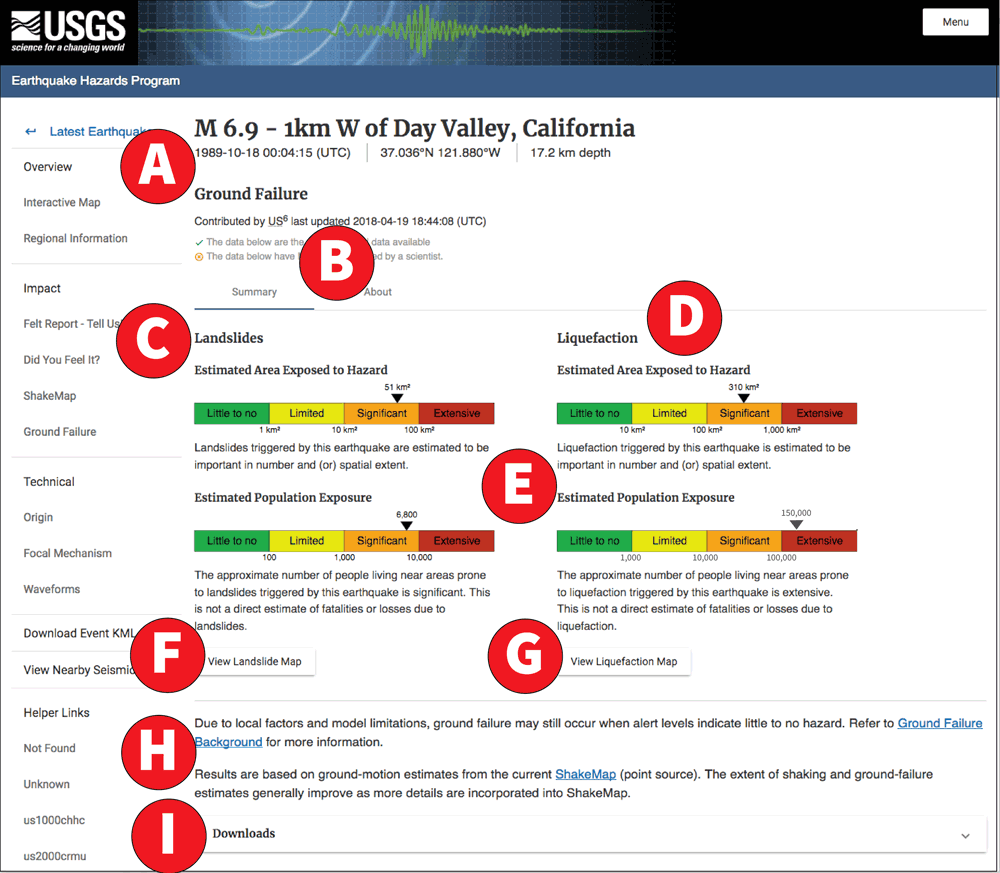 USGS
science for a changing world
Menu
Earthquake Hazards Program
Latest Earthquake
Overview
Interactive Map
Regional Information
Impact
Felt Report - Tell Us
Did You Feel It?
ShakeMap
Ground Failure
Technical
Origin
Focal Mechanism
Waveforms
Download Event KML
View Nearby Seismic
Helper Links
Not Found
Unknown
us1000chhc
us2000crmu
A
B
C
D
E
F
G
H
I
M 6.9 - 1km W of Day Valley, California
1989-10-18 00:04:15 (UTC) 37.036°N 121.880°W 17.2 km depth
Ground Failure
Contributed by US6 last updated 2018-04-19 18:44:08 (UTC)
The data below are the data available
The data below have by a scientist.
Summary About
Landslides
Estimated Area Exposed to Hazard
51 km²
Little to no Limited Significant Extensive
1 km² 10 km² 100 km²
Landslides triggered by this earthquake are estimated to be
important in number and (or) spatial extent.
Estimated Population Exposure
6,800
Little to no Limited Significant Extensive
100 1,000 10,000
The approximate number of people living near areas prone
to landslides triggered by this earthquake is significant. This
is not a direct estimate of fatalities or losses due to
landslides.
View Landslide Map
Liquefaction
Estimated Area Exposed to Hazard
310 km²
Little to no Limited Significant Extensive
10 km² 100 km² 1,000 km²
Liquefaction triggered by this earthquake is estimated to be
important in number and (or) spatial extent.
Estimated Population Exposure
150,000
Little to no Limited Significant Extensive
1,000 10,000 100,000
The approximate number of people living near areas prone
to liquefaction triggered by this earthquake is extensive.
This is not a direct estimate of fatalities or losses due to
liquefaction.
View Liquefaction Map
Due to local factors and model limitations, ground failure may still occur when alert levels indicate little to no hazard. Refer to Ground Failure
Background for more information.
Results are based on ground-motion estimates from the current ShakeMap (point source). The extent of shaking and ground-failure
estimates generally improve as more details are incorporated into ShakeMap.
Downloads